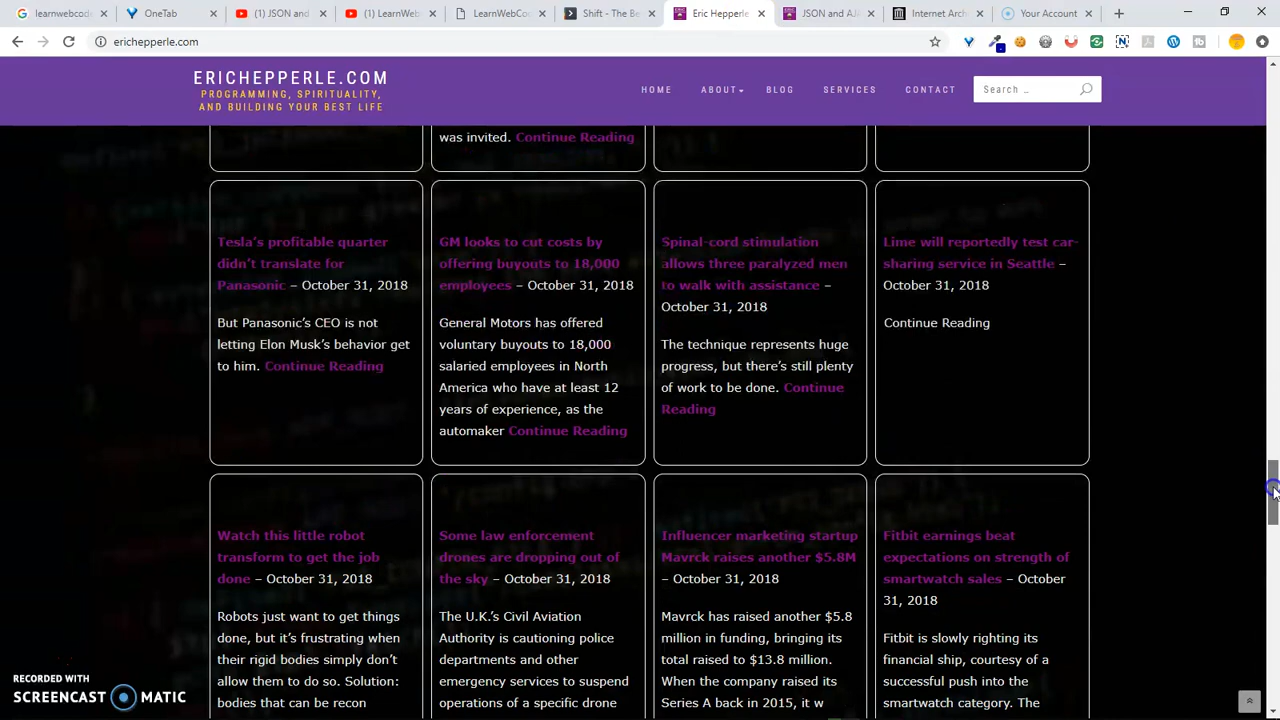 learnwebcode
OneTab
(1) JSON and
(1) LearnWeb
LearnWebCo
Shift - The Be
Eric Hepperle
JSON and AJA
Internet Arch
Your Account
erichepperle.com
ERICHEPPERLE.COM
PROGRAMMING, SPIRITUALITY,
AND BUILDING YOUR BEST LIFE
HOME
ABOUT
BLOG
SERVICES
CONTACT
Search …
was invited. Continue Reading
Tesla's profitable quarter
didn't translate for
Panasonic – October 31, 2018
But Panasonic's CEO is not
letting Elon Musk's behavior get
to him. Continue Reading
GM looks to cut costs by
offering buyouts to 18,000
employees – October 31, 2018
General Motors has offered
voluntary buyouts to 18,000
salaried employees in North
America who have at least 12
years of experience, as the
automaker Continue Reading
Spinal-cord stimulation
allows three paralyzed men
to walk with assistance –
October 31, 2018
The technique represents huge
progress, but there's still plenty
of work to be done. Continue
Reading
Lime will reportedly test car-
sharing service in Seattle –
October 31, 2018
Continue Reading
Watch this little robot
transform to get the job
done – October 31, 2018
Robots just want to get things
done, but it's frustrating when
their rigid bodies simply don't
allow them to do so. Solution:
bodies that can be recon
Some law enforcement
drones are dropping out of
the sky – October 31, 2018
The U.K.'s Civil Aviation
Authority is cautioning police
departments and other
emergency services to suspend
operations of a specific drone
Influencer marketing startup
Mavrck raises another $5.8M
– October 31, 2018
Mavrck has raised another $5.8
million in funding, bringing its
total raised to $13.8 million.
When the company raised its
Series A back in 2015, it w
Fitbit earnings beat
expectations on strength of
smartwatch sales – October
31, 2018
Fitbit is slowly righting its
financial ship, courtesy of a
successful push into the
smartwatch category. The
RECORDED WITH
SCREENCAST MATIC